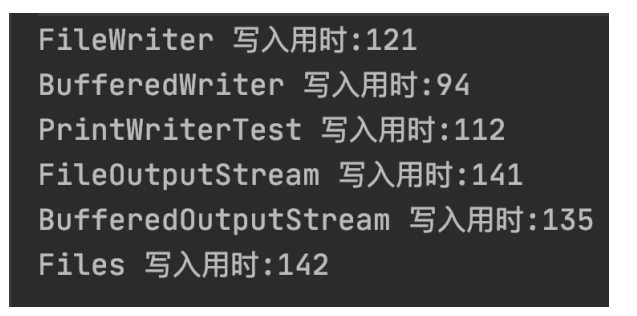 FileWriter 写入用时:121
BufferedWriter 写入用时:94
PrintWriterTest 写入用时:112
FileOutputStream 写入用时:141
BufferedOutputStream 写入用时:135
Files 写入用时:142